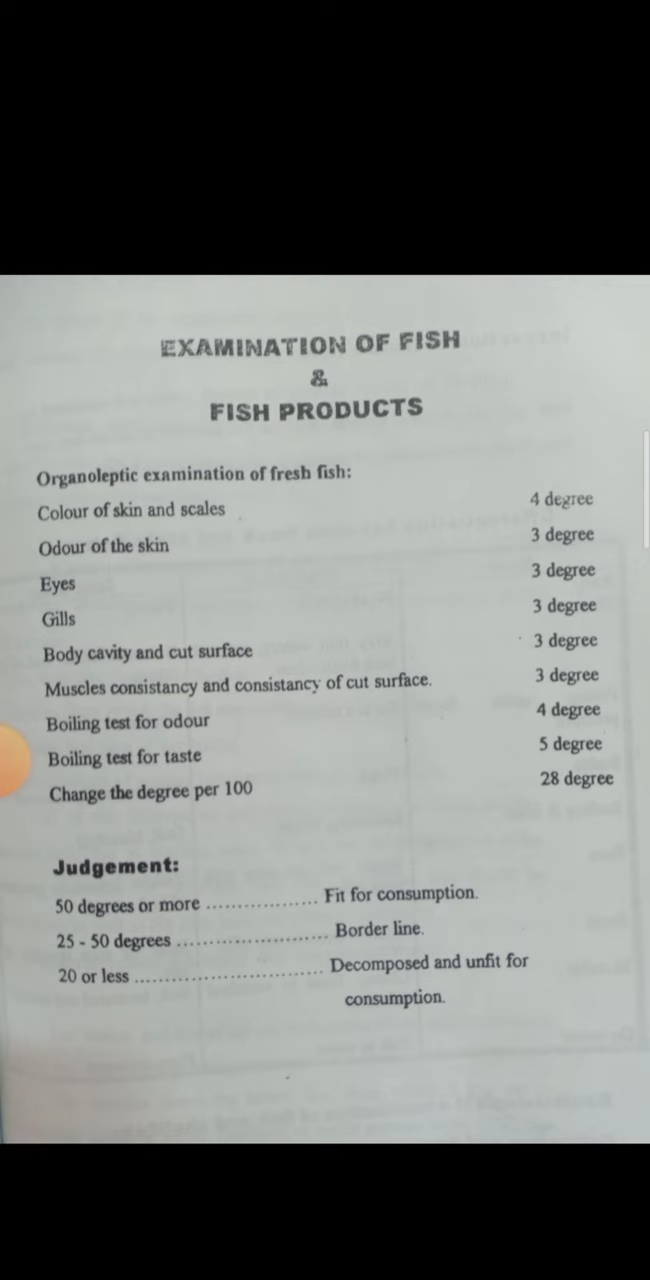 EXAMINATION OF FISH
&
FISH PRODUCTS
Organoleptic examination of fresh fish:
Colour of skin and scales 4 degree
Odour of the skin 3 degree
Eyes 3 degree
Gills 3 degree
Body cavity and cut surface 3 degree
Muscles consistancy and consistancy of cut surface. 3 degree
Boiling test for odour 4 degree
Boiling test for taste 5 degree
Change the degree per 100 28 degree
Judgement:
50 degrees or more ................. Fit for consumption.
25 - 50 degrees ....................... Border line.
20 or less ............................ Decomposed and unfit for
consumption.